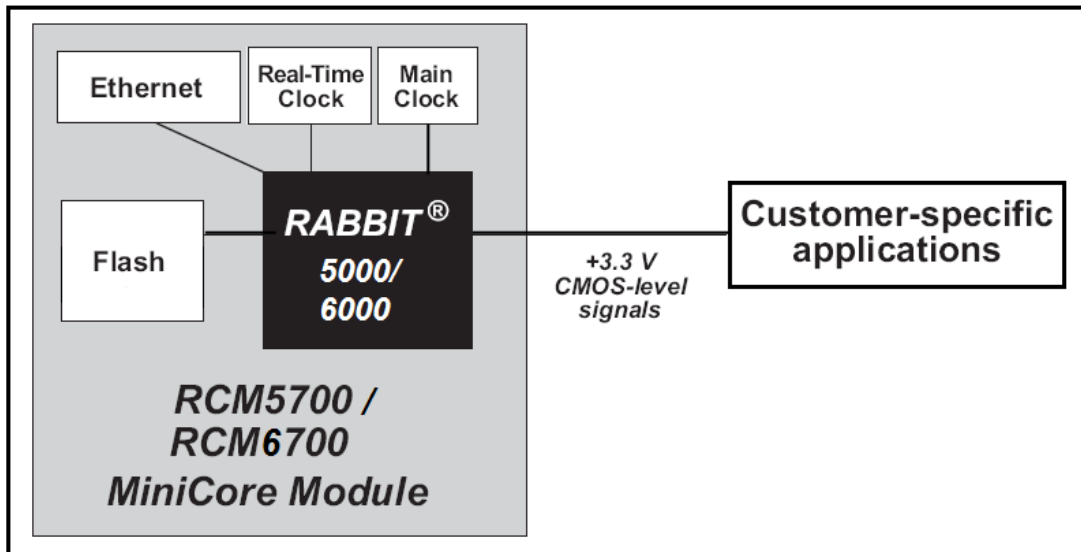 Ethernet
Real-Time
Clock
Main
Clock
Flash
RABBIT®
5000/
6000
+3.3 V
CMOS-level
signals
Customer-specific
applications
RCM5700 /
RCM6700
MiniCore Module